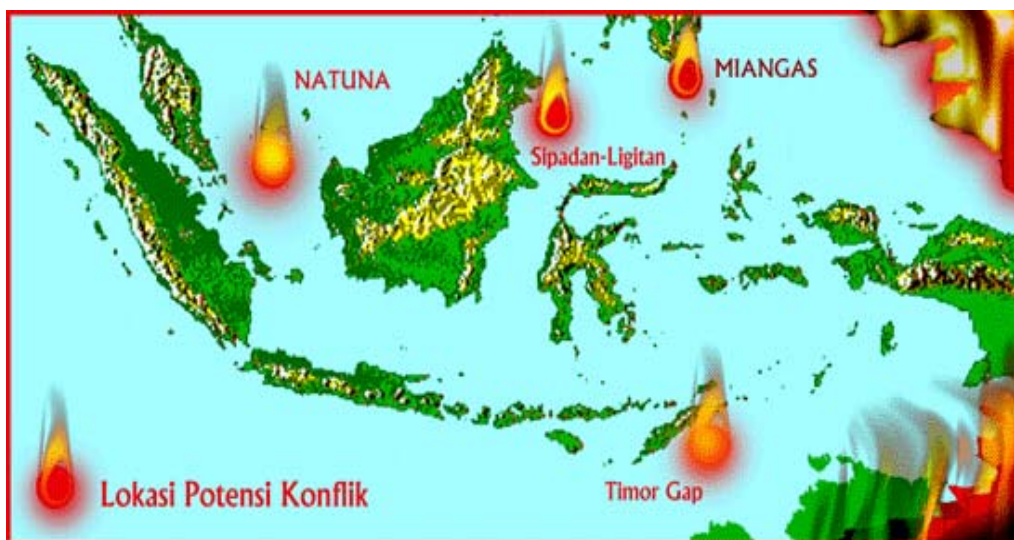 NATUNA
MIANGAS
Sipadan-Ligitan
Lokasi Potensi Konflik
Timor Gap